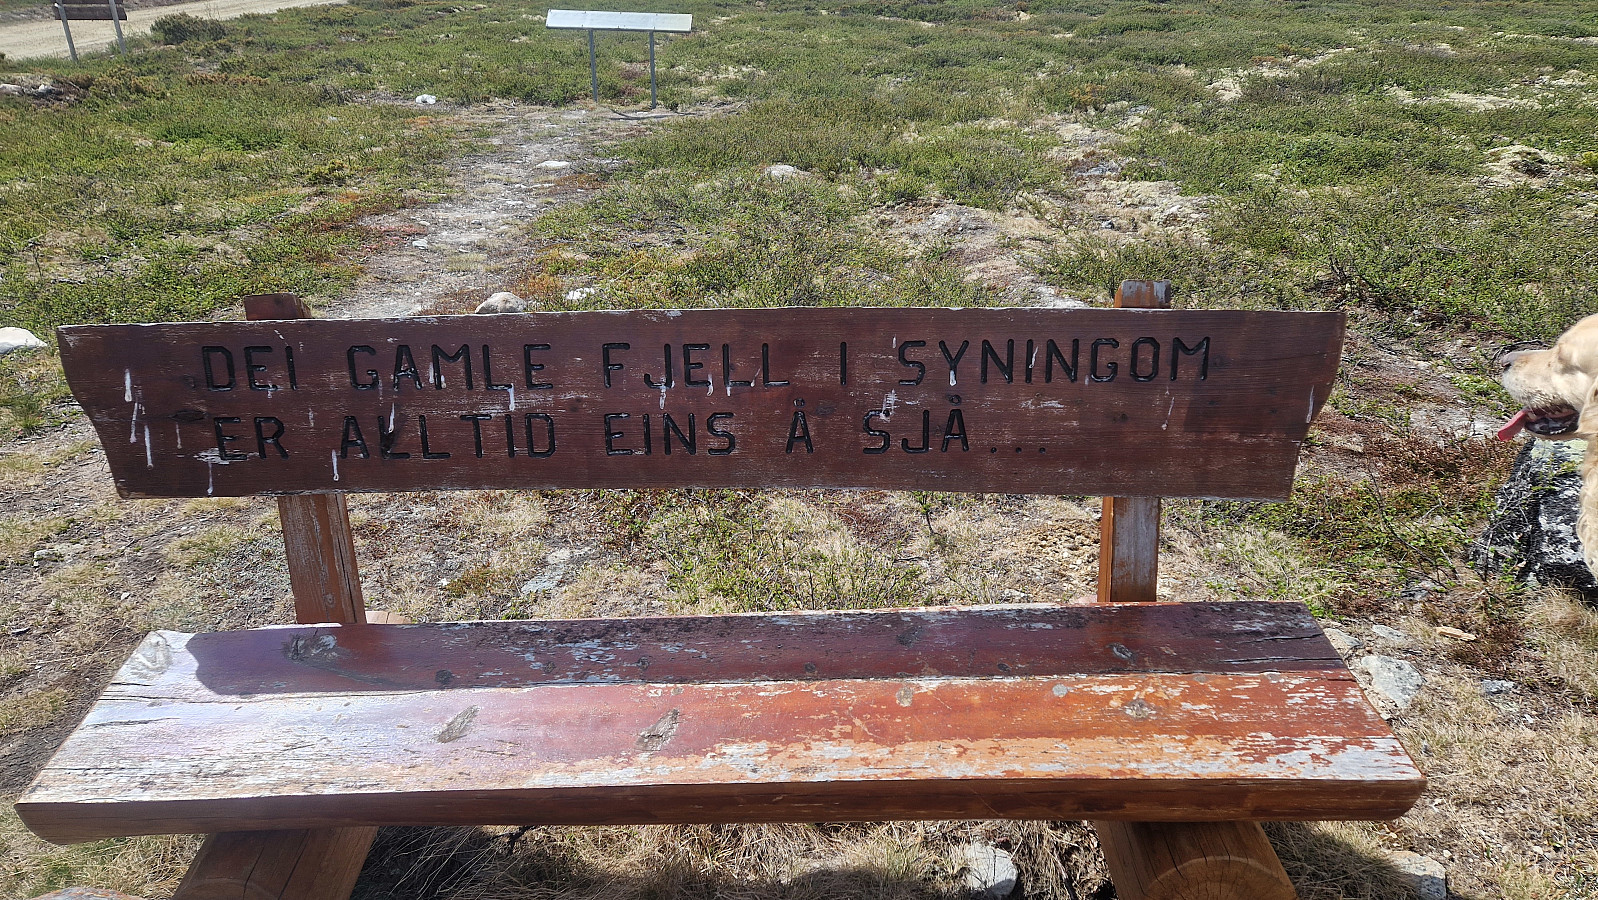 DEI GAMLE FJELL I SYNINGOM
ER ALLTID EINS Å SJÅ...